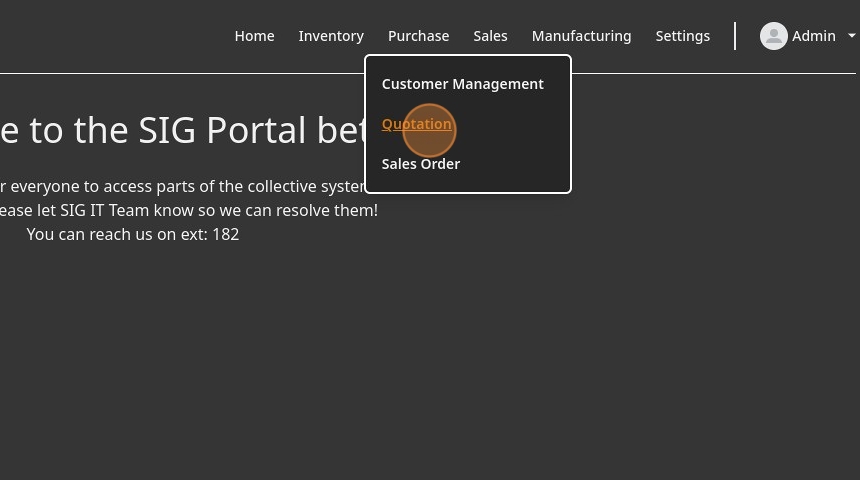 Home Inventory Purchase Sales Manufacturing Settings Admin
Customer Management
Quotation
Sales Order
e to the SIG Portal bet
r everyone to access parts of the collective syster
ease let SIG IT Team know so we can resolve them!
You can reach us on ext: 182